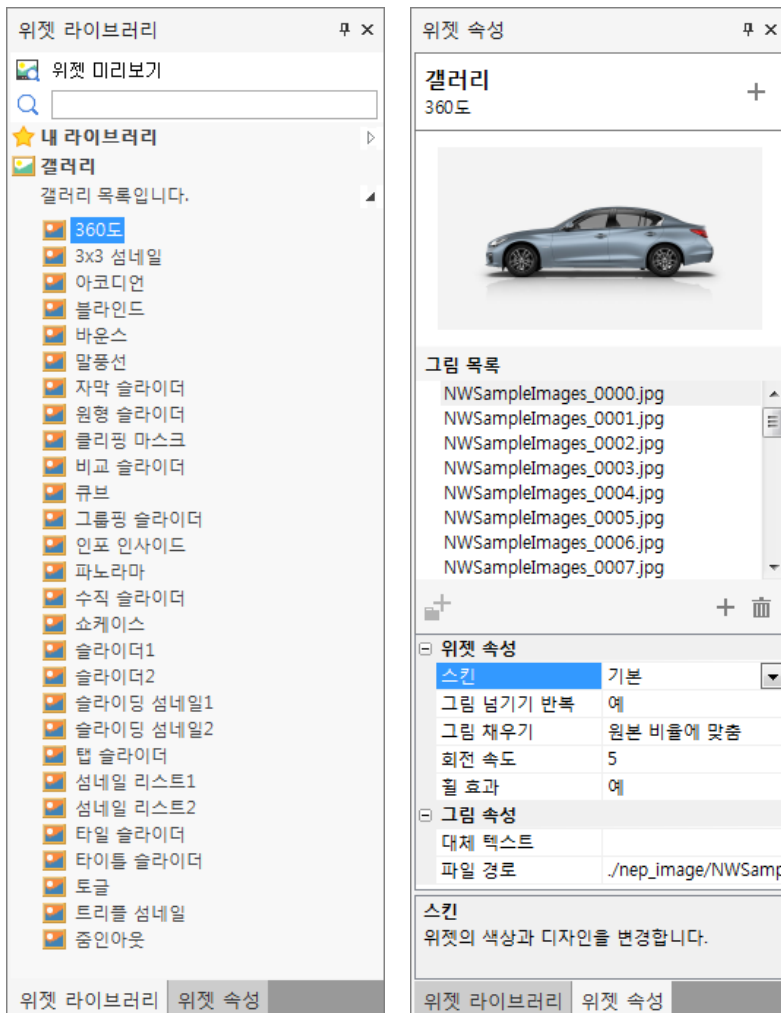 위젯 라이브러리
위젯 미리보기
내 라이브러리
갤러리
갤러리 목록입니다.
360도
3x3 섬네일
아코디언
블라인드
바운스
말풍선
자막 슬라이더
원형 슬라이더
클리핑 마스크
비교 슬라이더
큐브
그룹핑 슬라이더
인포 인사이드
파노라마
수직 슬라이더
쇼케이스
슬라이더1
슬라이더2
슬라이딩 섬네일1
슬라이딩 섬네일2
탭 슬라이더
섬네일 리스트1
섬네일 리스트2
타일 슬라이더
타이틀 슬라이더
토글
트리플 섬네일
줌인아웃
위젯 라이브러리 위젯 속성
위젯 속성
갤러리
360도
그림 목록
NWSampleImages_0000.jpg
NWSampleImages_0001.jpg
NWSampleImages_0002.jpg
NWSampleImages_0003.jpg
NWSampleImages_0004.jpg
NWSampleImages_0005.jpg
NWSampleImages_0006.jpg
NWSampleImages_0007.jpg
위젯 속성
스킨 기본
그림 넘기기 반복 예
그림 채우기 원본 비율에 맞춤
회전 속도 5
휠 효과 예
그림 속성
대체 텍스트
파일 경로 ./nep_image/NWSamp
스킨
위젯의 색상과 디자인을 변경합니다.
위젯 라이브러리 위젯 속성